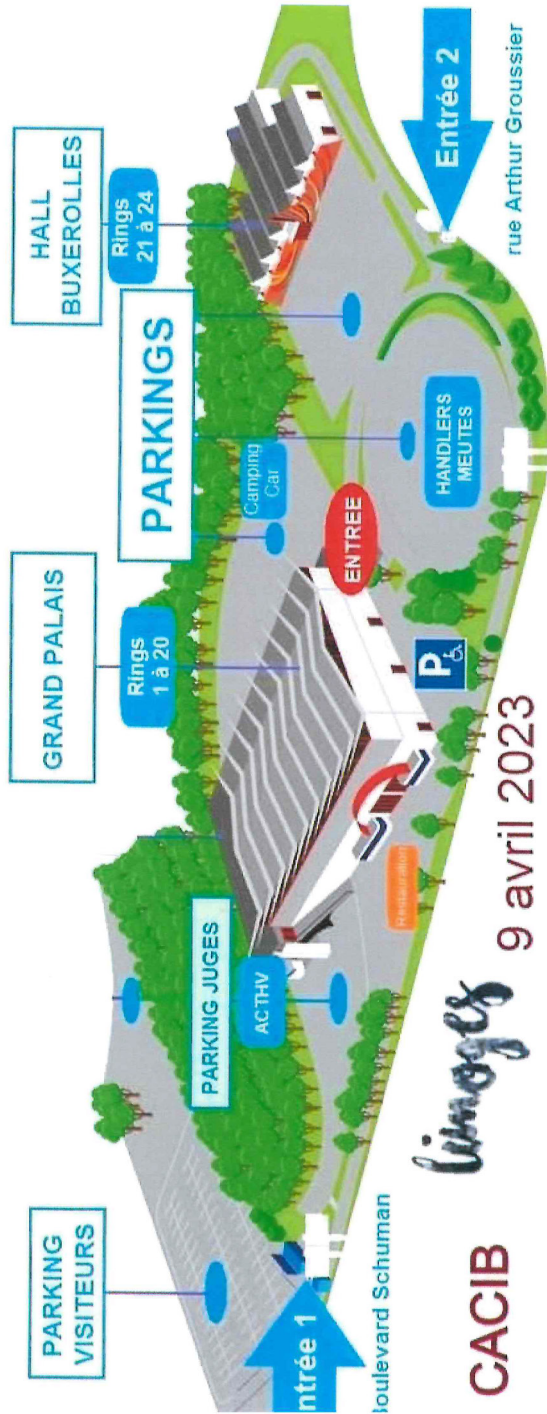 PARKING
VISITEURS
GRAND PALAIS
Rings
1 à 20
HALL
BUXEROLLES
Rings
21 à 24
PARKINGS
PARKING JUGES
ACTHV
Camping
Car
ENTREE
HANDLERS
MEUTES
P
Restauration
ntrée 1
Boulevard Schuman
Entrée 2
rue Arthur Groussier
CACIB
limoges
9 avril 2023